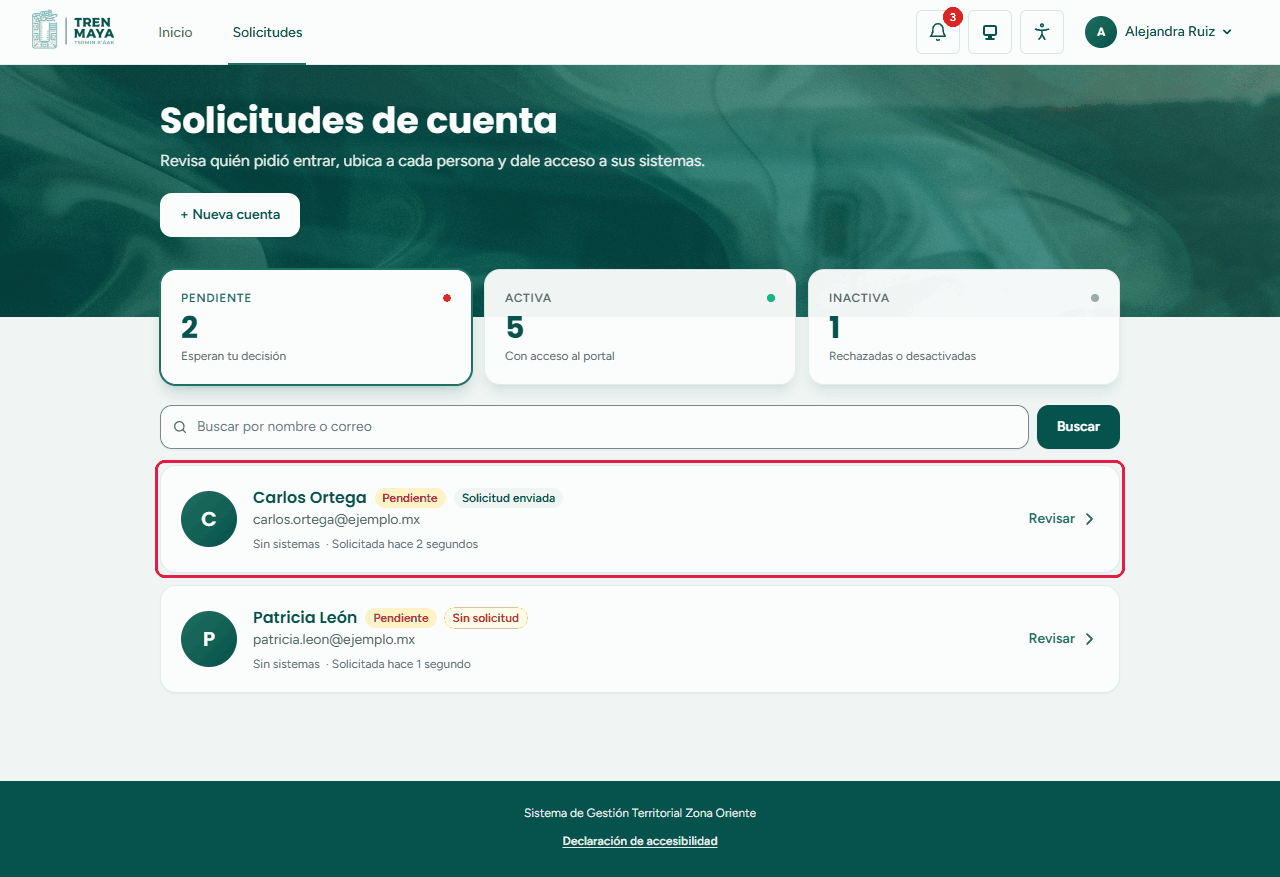 TREN
MAYA
TSÍIMIN K'ÁAK
Inicio
Solicitudes
3
A
Alejandra Ruiz
Solicitudes de cuenta
Revisa quién pidió entrar, ubica a cada persona y dale acceso a sus sistemas.
+ Nueva cuenta
PENDIENTE
2
Esperan tu decisión
ACTIVA
5
Con acceso al portal
INACTIVA
1
Rechazadas o desactivadas
Buscar por nombre o correo
Buscar
C
Carlos Ortega Pendiente Solicitud enviada
carlos.ortega@ejemplo.mx
Sin sistemas · Solicitada hace 2 segundos
Revisar
P
Patricia León Pendiente Sin solicitud
patricia.leon@ejemplo.mx
Sin sistemas · Solicitada hace 1 segundo
Revisar
Sistema de Gestión Territorial Zona Oriente
Declaración de accesibilidad